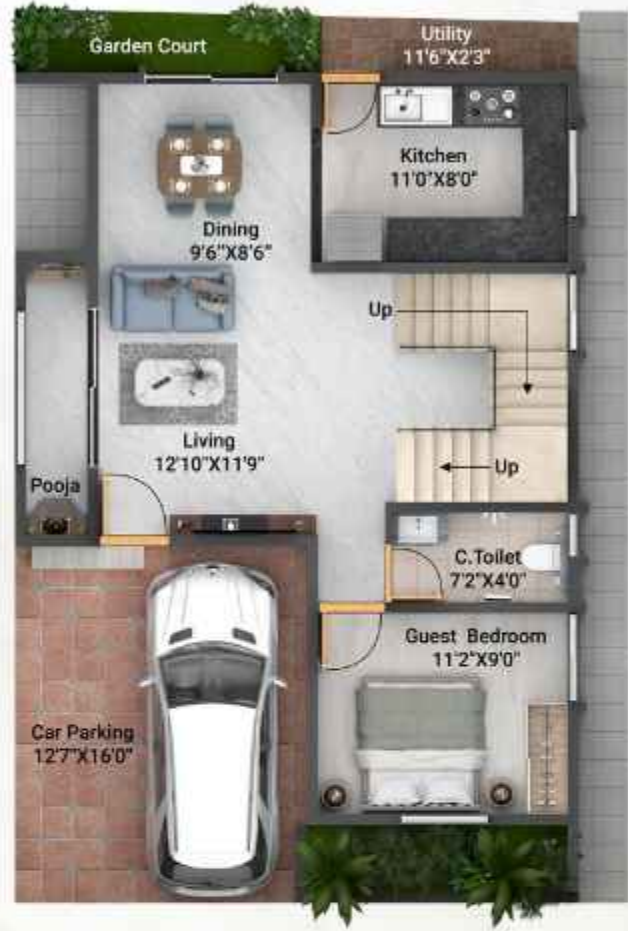 Garden Court
Utility
11'6"X2'3"
Kitchen
11'0"X8'0"
Dining
9'6"X8'6"
Up
Living
12'10"X11'9"
Up
Pooja
C.Toilet
7'2"X4'0"
Guest Bedroom
11'2"X9'0"
Car Parking
12'7"X16'0"